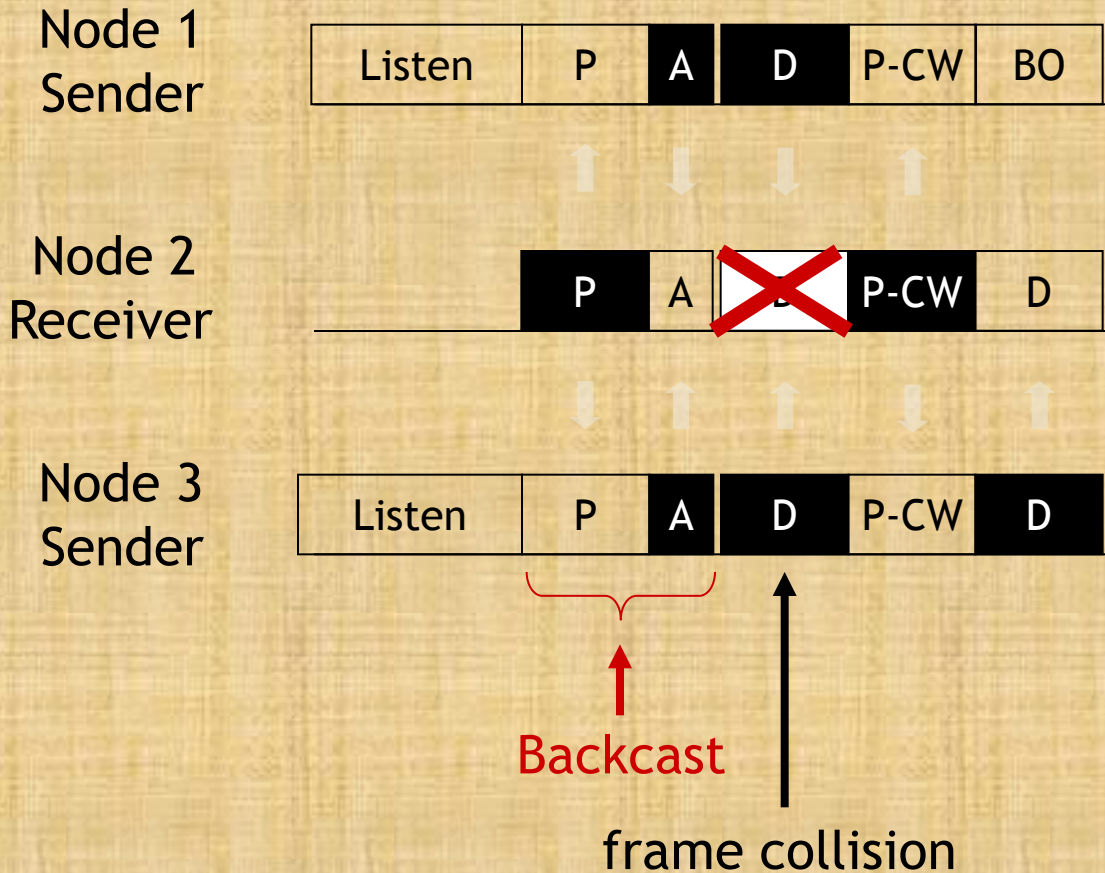 Node 1
Sender
Listen P A D P-CW BO
Node 2
Receiver
P A D P-CW D
Node 3
Sender
Listen P A D P-CW D
Backcast
frame collision